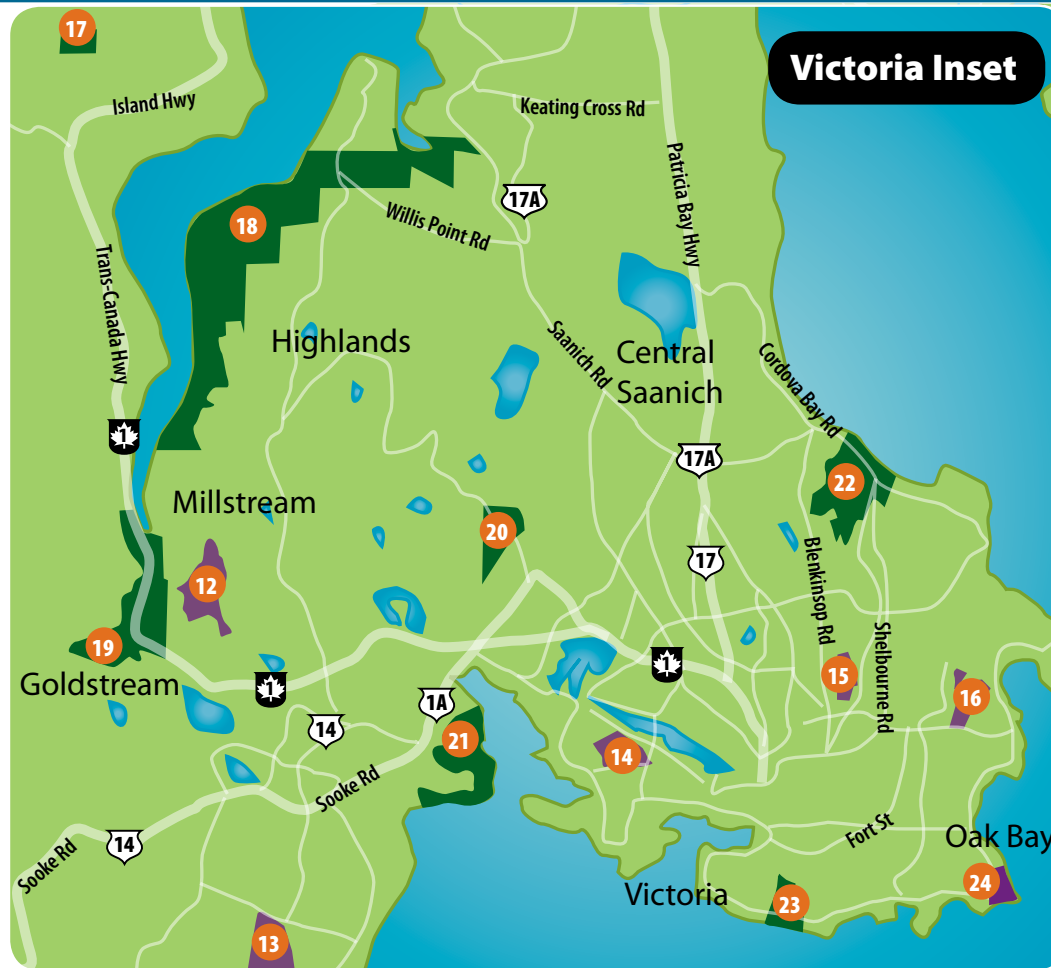 Victoria Inset
17
Island Hwy
Keating Cross Rd
Patricia Bay Hwy
17A
18
Willis Point Rd
Trans-Canada Hwy
Highlands
Saanich Rd
Central
Saanich
Cordova Bay Rd
1
17A
22
Millstream
20
17
12
Blenkinsop Rd
19
Goldstream
1
1
15
Shelbourne Rd
16
1A
14
21
14
Sooke Rd
14
Fort St
Oak Bay
Sooke Rd
Victoria
24
23
13